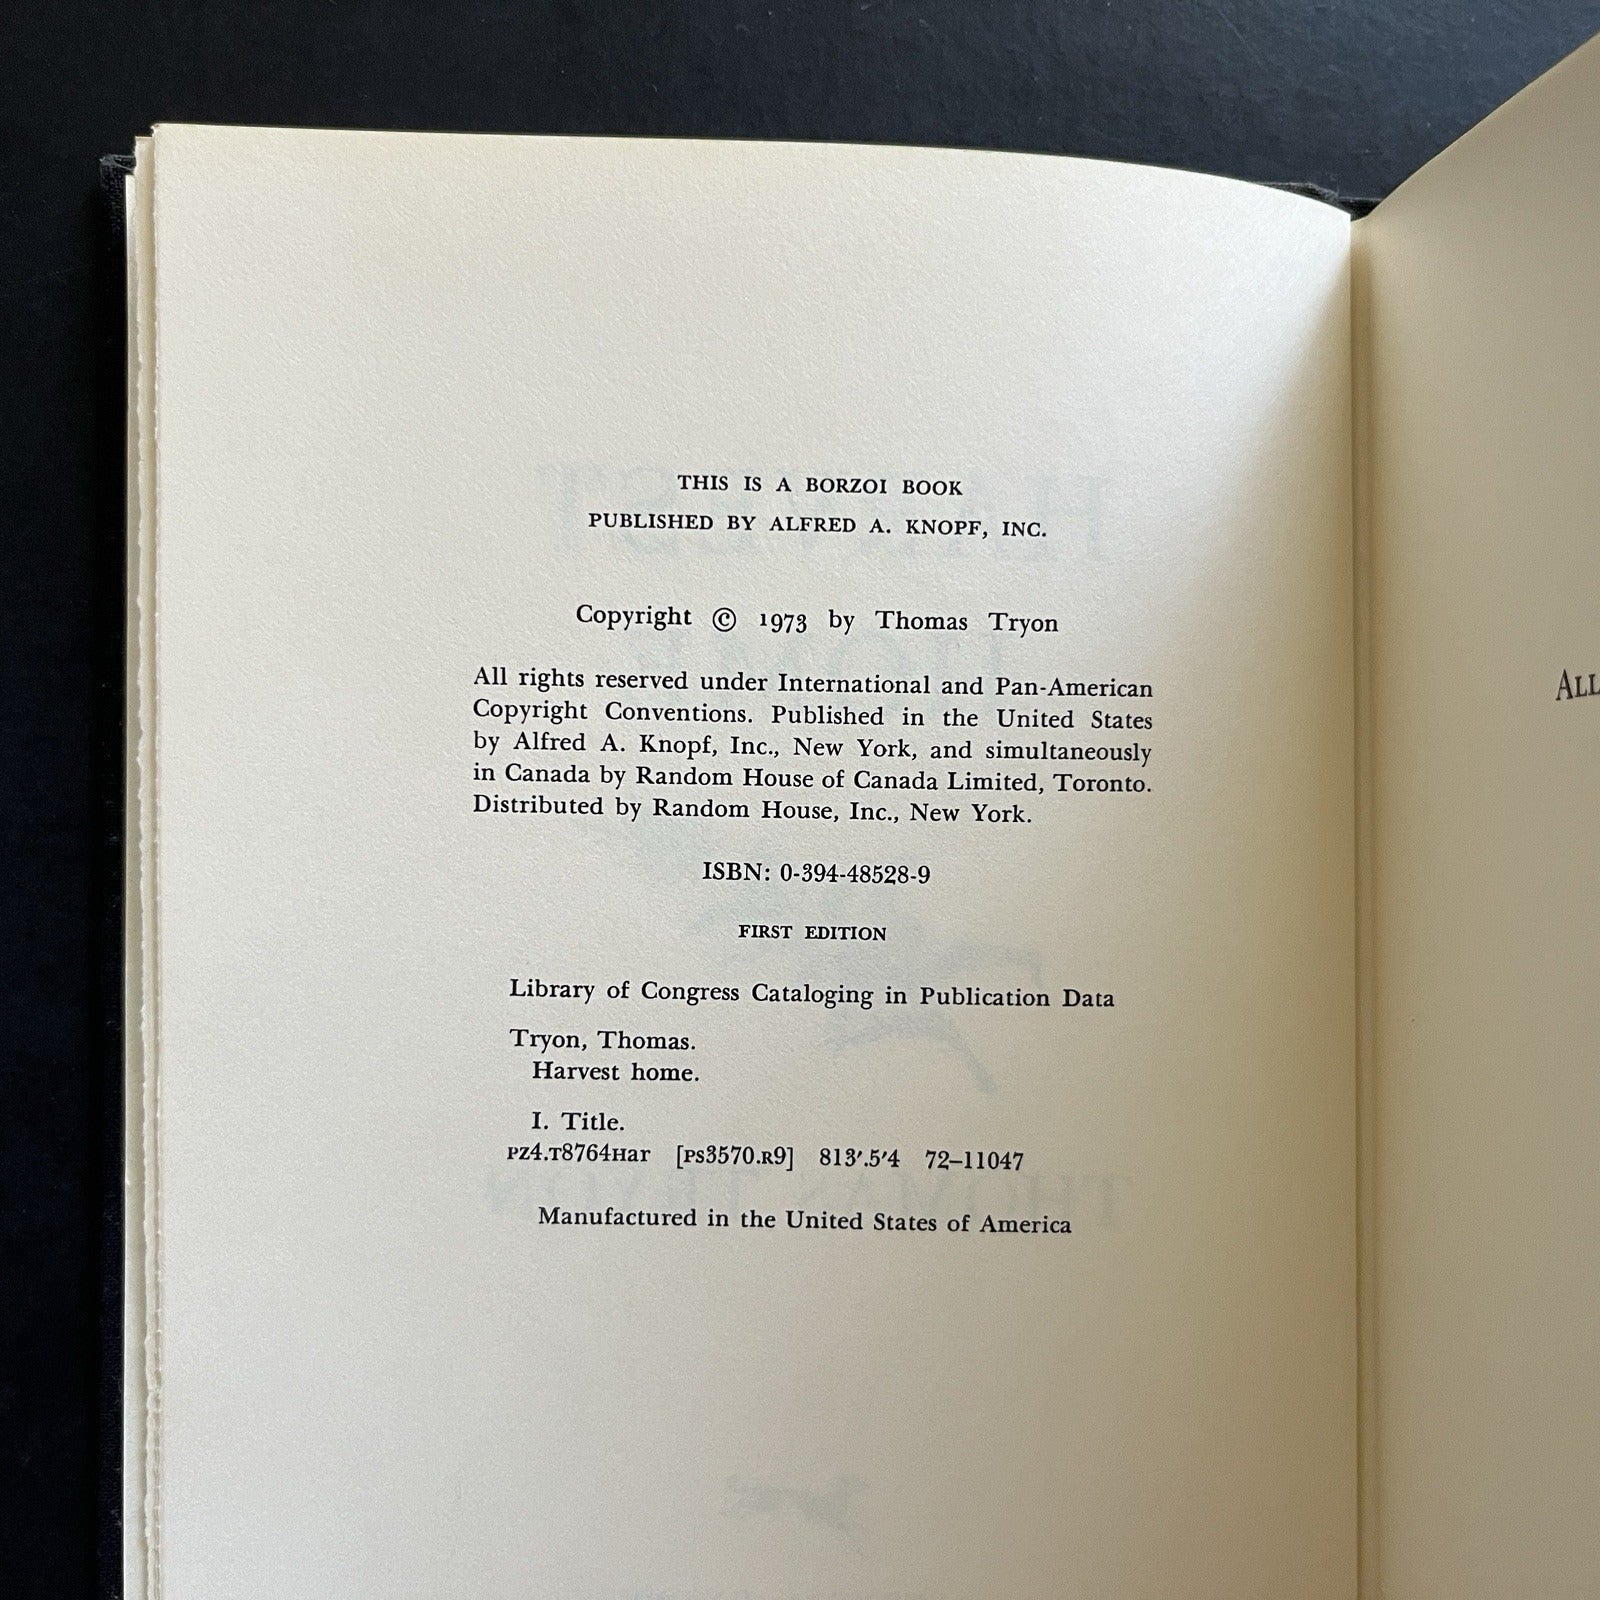 THIS IS A BORZOI BOOK
PUBLISHED BY ALFRED A. KNOPF, INC.
Copyright © 1973 by Thomas Tryon
All rights reserved under International and Pan-American
Copyright Conventions. Published in the United States
by Alfred A. Knopf, Inc., New York, and simultaneously
in Canada by Random House of Canada Limited, Toronto.
Distributed by Random House, Inc., New York.
ISBN: 0-394-48528-9
FIRST EDITION
Library of Congress Cataloging in Publication Data
Tryon, Thomas.
Harvest home.
I. Title.
PZ4.T8764Har [PS3570.R9] 813'.5'4 72–11047
Manufactured in the United States of America
ALL